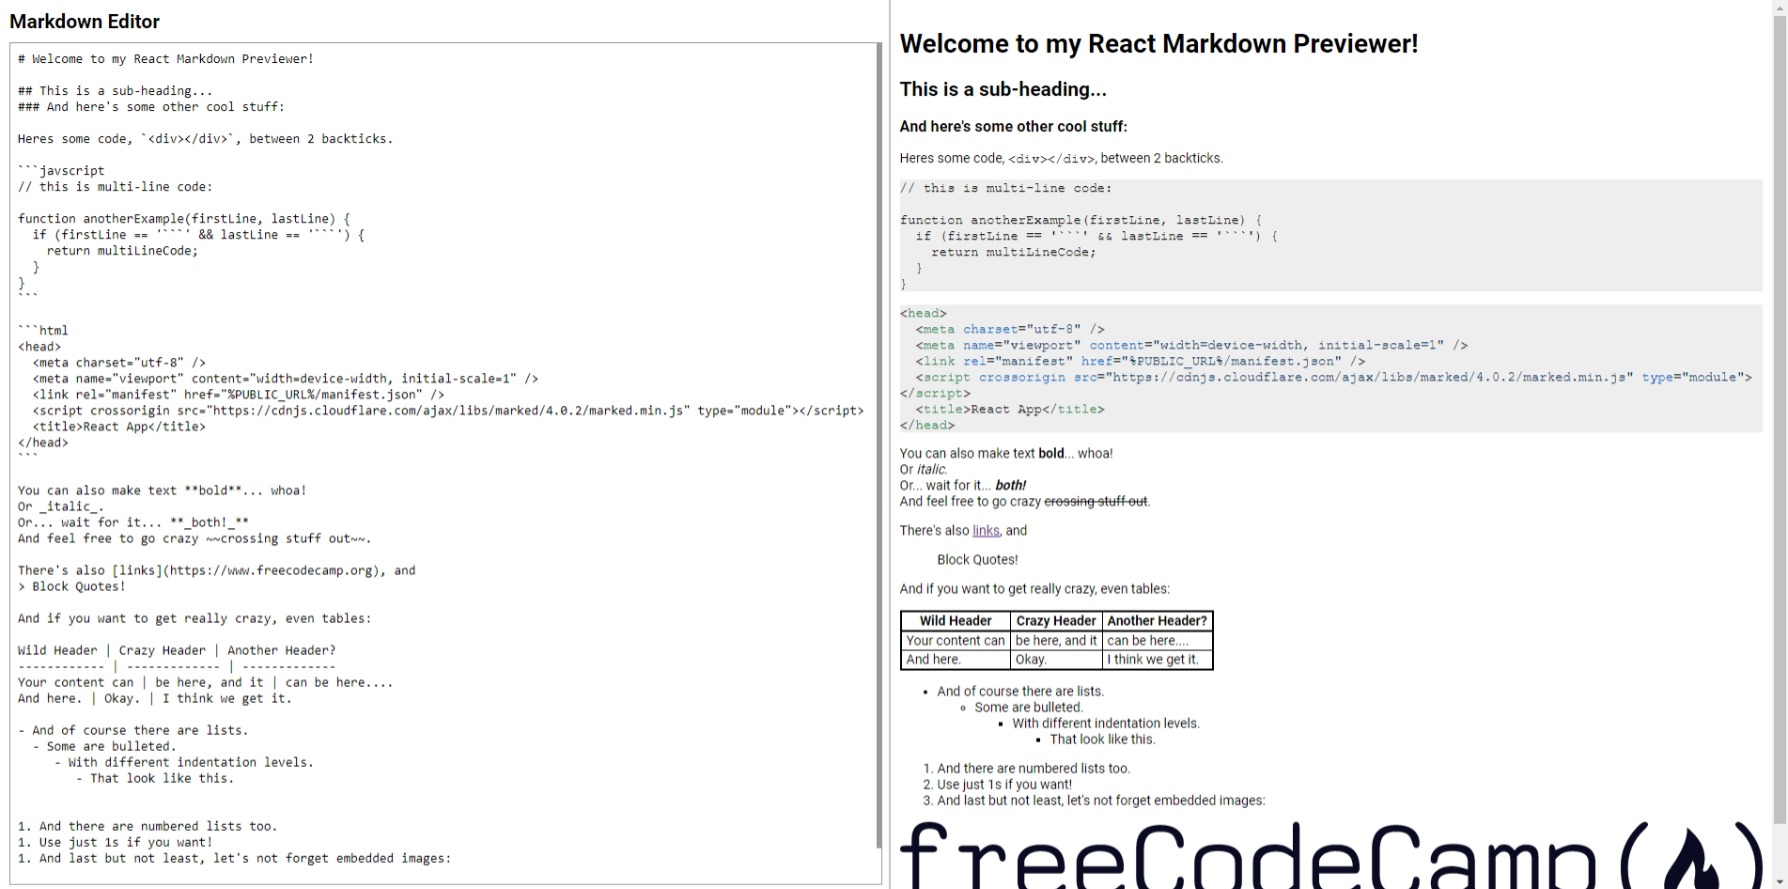 Markdown Editor
# Welcome to my React Markdown Previewer!
## This is a sub-heading...
### And here's some other cool stuff:
Heres some code, `<div></div>`, between 2 backticks.
```javscript
// this is multi-line code:
function anotherExample(firstLine, lastLine) {
  if (firstLine == '```' && lastLine == '```') {
    return multiLineCode;
  }
}
```
```html
<head>
  <meta charset="utf-8" />
  <meta name="viewport" content="width=device-width, initial-scale=1" />
  <link rel="manifest" href="%PUBLIC_URL%/manifest.json" />
  <script crossorigin src="https://cdnjs.cloudflare.com/ajax/libs/marked/4.0.2/marked.min.js" type="module"></script>
  <title>React App</title>
</head>
```
You can also make text **bold**... whoa!
Or _italic_.
Or... wait for it... **_both!_**
And feel free to go crazy ~~crossing stuff out~~.
There's also [links](https://www.freecodecamp.org), and
> Block Quotes!
And if you want to get really crazy, even tables:
Wild Header | Crazy Header | Another Header?
------------ | ------------- | -------------
Your content can | be here, and it | can be here....
And here. | Okay. | I think we get it.
- And of course there are lists.
  - Some are bulleted.
     - With different indentation levels.
        - That look like this.
1. And there are numbered lists too.
1. Use just 1s if you want!
1. And last but not least, let's not forget embedded images:
Welcome to my React Markdown Previewer!
This is a sub-heading...
And here's some other cool stuff:
Heres some code, <div></div>, between 2 backticks.
// this is multi-line code:
function anotherExample(firstLine, lastLine) {
  if (firstLine == '```' && lastLine == '```') {
    return multiLineCode;
  }
}
<head>
  <meta charset="utf-8" />
  <meta name="viewport" content="width=device-width, initial-scale=1" />
  <link rel="manifest" href="%PUBLIC_URL%/manifest.json" />
  <script crossorigin src="https://cdnjs.cloudflare.com/ajax/libs/marked/4.0.2/marked.min.js" type="module">
</script>
  <title>React App</title>
</head>
You can also make text bold... whoa!
Or italic.
Or... wait for it... both!
And feel free to go crazy crossing stuff out.
There's also links, and
Block Quotes!
And if you want to get really crazy, even tables:
Wild Header Crazy Header Another Header?
Your content can be here, and it can be here....
And here. Okay. I think we get it.
• And of course there are lists.
◦ Some are bulleted.
▪ With different indentation levels.
▪ That look like this.
1. And there are numbered lists too.
2. Use just 1s if you want!
3. And last but not least, let's not forget embedded images:
freeCodeCamp(
)